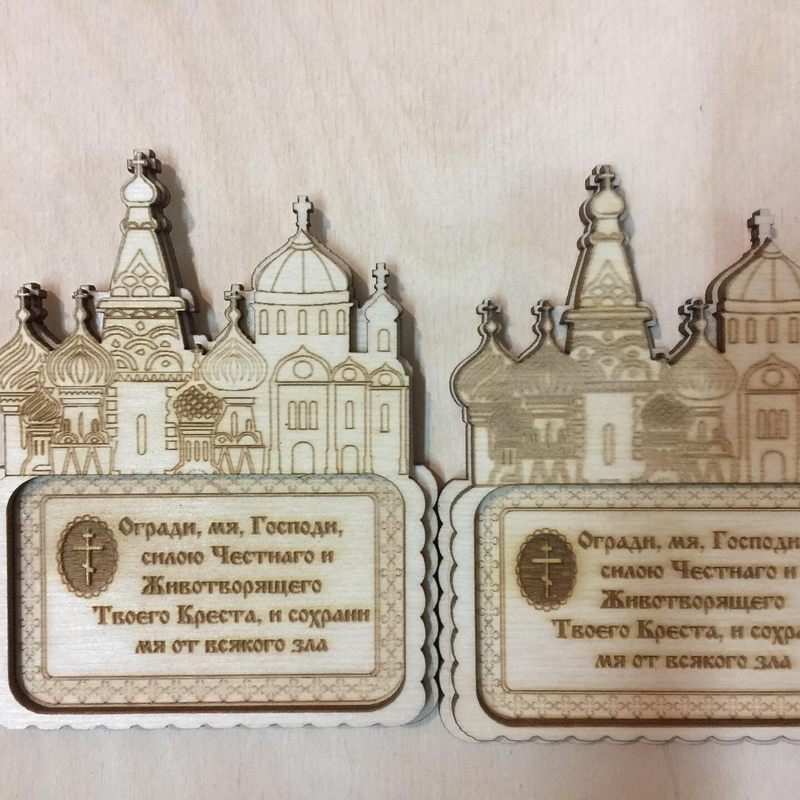 Огради, мя, Господи,
силою Честнаго и
Животворящего
Твоего Креста, и сохрани
мя от всякого зла
Огради, мя, Господи
силою Честнаго и
Животворящего
Твоего Креста, и сохра
мя от всякого зла